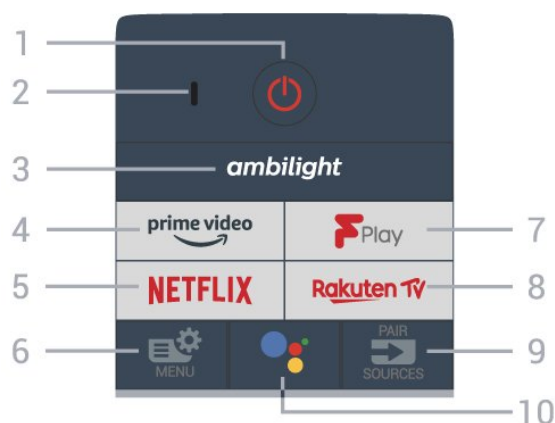 1
2
3
ambilight
4
prime video
Play
7
5
NETFLIX
Rakuten TV
8
6
MENU
PAIR
SOURCES
9
10